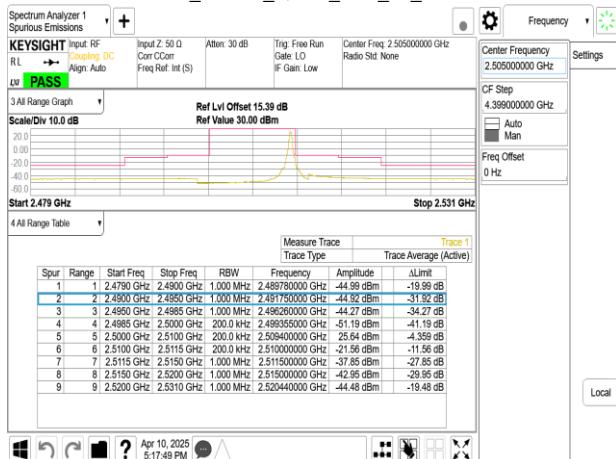 Spectrum Analyzer 1
Spurious Emissions
+
Frequency
KEYSIGHT
RL
PASS
Input: RF
Coupling: DC
Align: Auto
Input Z: 50 Ω
Corr CCorr
Freq Ref: Int (S)
Atten: 30 dB
Trig: Free Run
Gate: LO
IF Gain: Low
Center Freq: 2.505000000 GHz
Radio Std: None
Center Frequency
2.505000000 GHz
Settings
CF Step
4.399000000 GHz
Auto
Man
Freq Offset
0 Hz
3 All Range Graph
Scale/Div 10.0 dB
Ref Lvl Offset 15.39 dB
Ref Value 30.00 dBm
20.0
0.00
-20.0
-40.0
-60.0
Start 2.479 GHz
Stop 2.531 GHz
4 All Range Table
Measure Trace Trace 1
Trace Type Trace Average (Active)
Spur Range Start Freq Stop Freq RBW Frequency Amplitude ΔLimit
1 1 2.4790 GHz 2.4900 GHz 1.000 MHz 2.489780000 GHz -44.99 dBm -19.99 dB
2 2 2.4900 GHz 2.4950 GHz 1.000 MHz 2.491750000 GHz -44.92 dBm -31.92 dB
3 3 2.4950 GHz 2.4985 GHz 1.000 MHz 2.496260000 GHz -44.27 dBm -34.27 dB
4 4 2.4985 GHz 2.5000 GHz 200.0 kHz 2.499355000 GHz -51.19 dBm -41.19 dB
5 5 2.5000 GHz 2.5100 GHz 200.0 kHz 2.509400000 GHz 25.64 dBm -4.359 dB
6 6 2.5100 GHz 2.5115 GHz 200.0 kHz 2.510000000 GHz -21.56 dBm -11.56 dB
7 7 2.5115 GHz 2.5150 GHz 1.000 MHz 2.511500000 GHz -37.85 dBm -27.85 dB
8 8 2.5150 GHz 2.5200 GHz 1.000 MHz 2.515000000 GHz -42.95 dBm -29.95 dB
9 9 2.5200 GHz 2.5310 GHz 1.000 MHz 2.520440000 GHz -44.48 dBm -19.48 dB
Local
?
Apr 10, 2025
5:17:49 PM